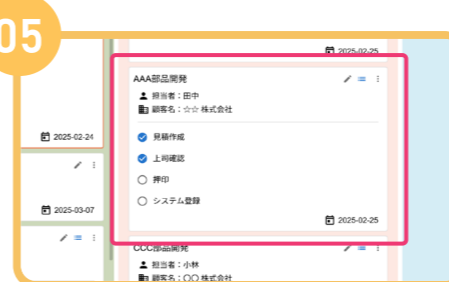 05
2025-02-25
AAA部品開発
担当者：田中
顧客名：☆☆ 株式会社
見積作成
2025-02-24
上司確認
押印
システム登録
2025-03-07
2025-02-25
CCC部品開発
担当者：小林
顧客名：〇〇 株式会社